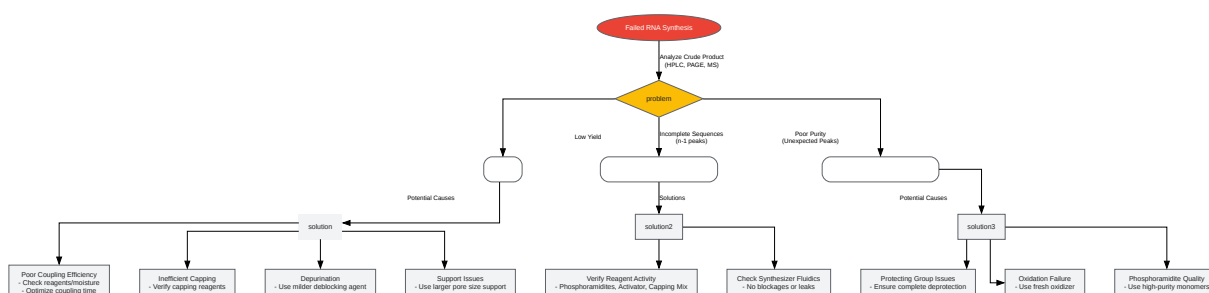 Failed RNA Synthesis
Analyze Crude Product
(HPLC, PAGE, MS)
problem
Low Yield
Incomplete Sequences
(n-1 peaks)
Poor Purity
(Unexpected Peaks)
Potential Causes
Solutions
Potential Causes
solution
solution2
solution3
Poor Coupling Efficiency
- Check reagents/moisture
- Optimize coupling time
Inefficient Capping
- Verify capping reagents
Depurination
- Use milder deblocking agent
Support Issues
- Use larger pore size support
Verify Reagent Activity
- Phosphoramidites, Activator, Capping Mix
Check Synthesizer Fluidics
- No blockages or leaks
Protecting Group Issues
- Ensure complete deprotection
Oxidation Failure
- Use fresh oxidizer
Phosphoramidite Quality
- Use high-purity monomers